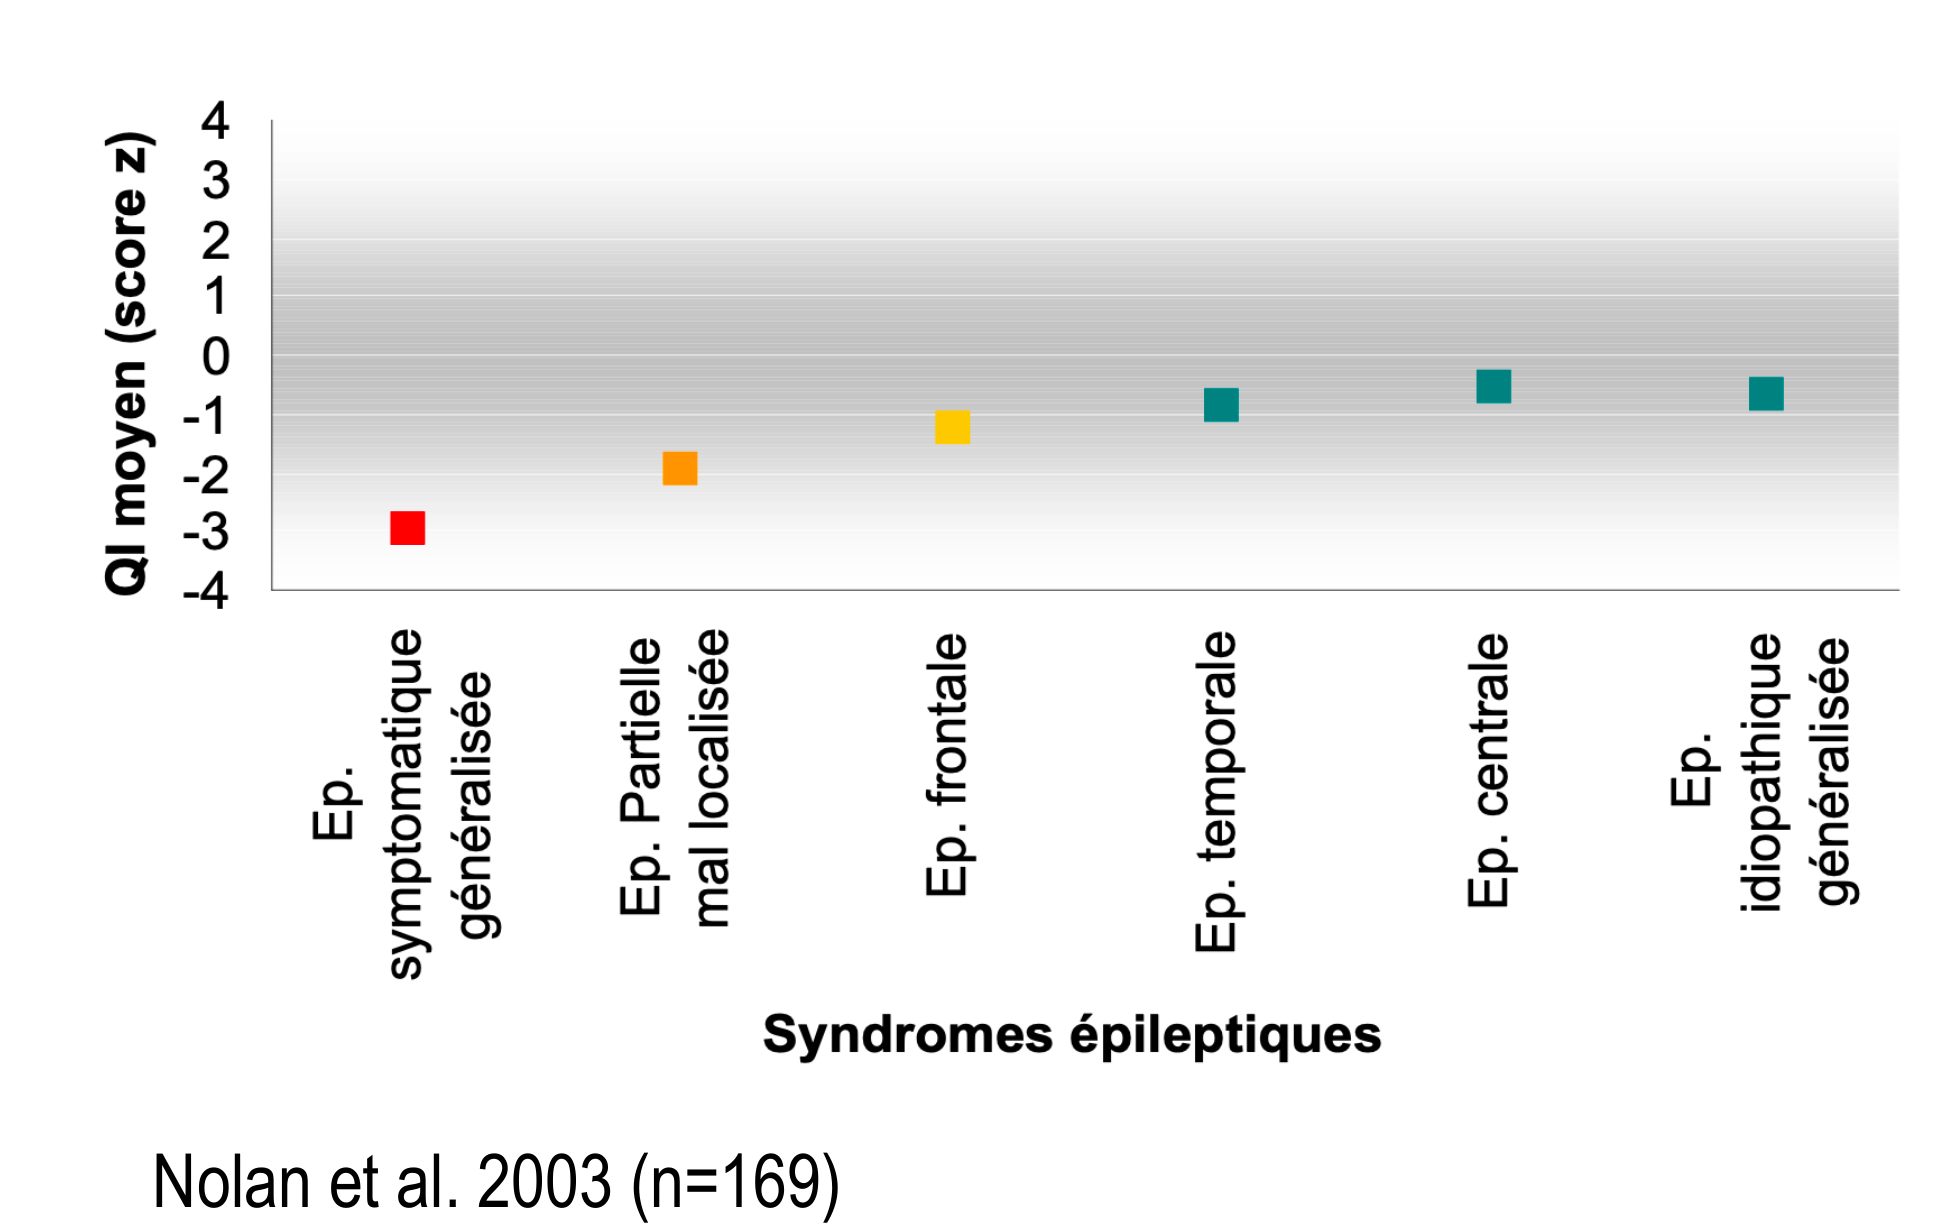 QI moyen (score z)
4
3
2
1
0
-1
-2
-3
-4
Ep.
symptomatique
généralisée
Ep. Partielle
mal localisée
Ep. frontale
Ep. temporale
Ep. centrale
Ep.
idiopathique
généralisée
Syndromes épileptiques
Nolan et al. 2003 (n=169)